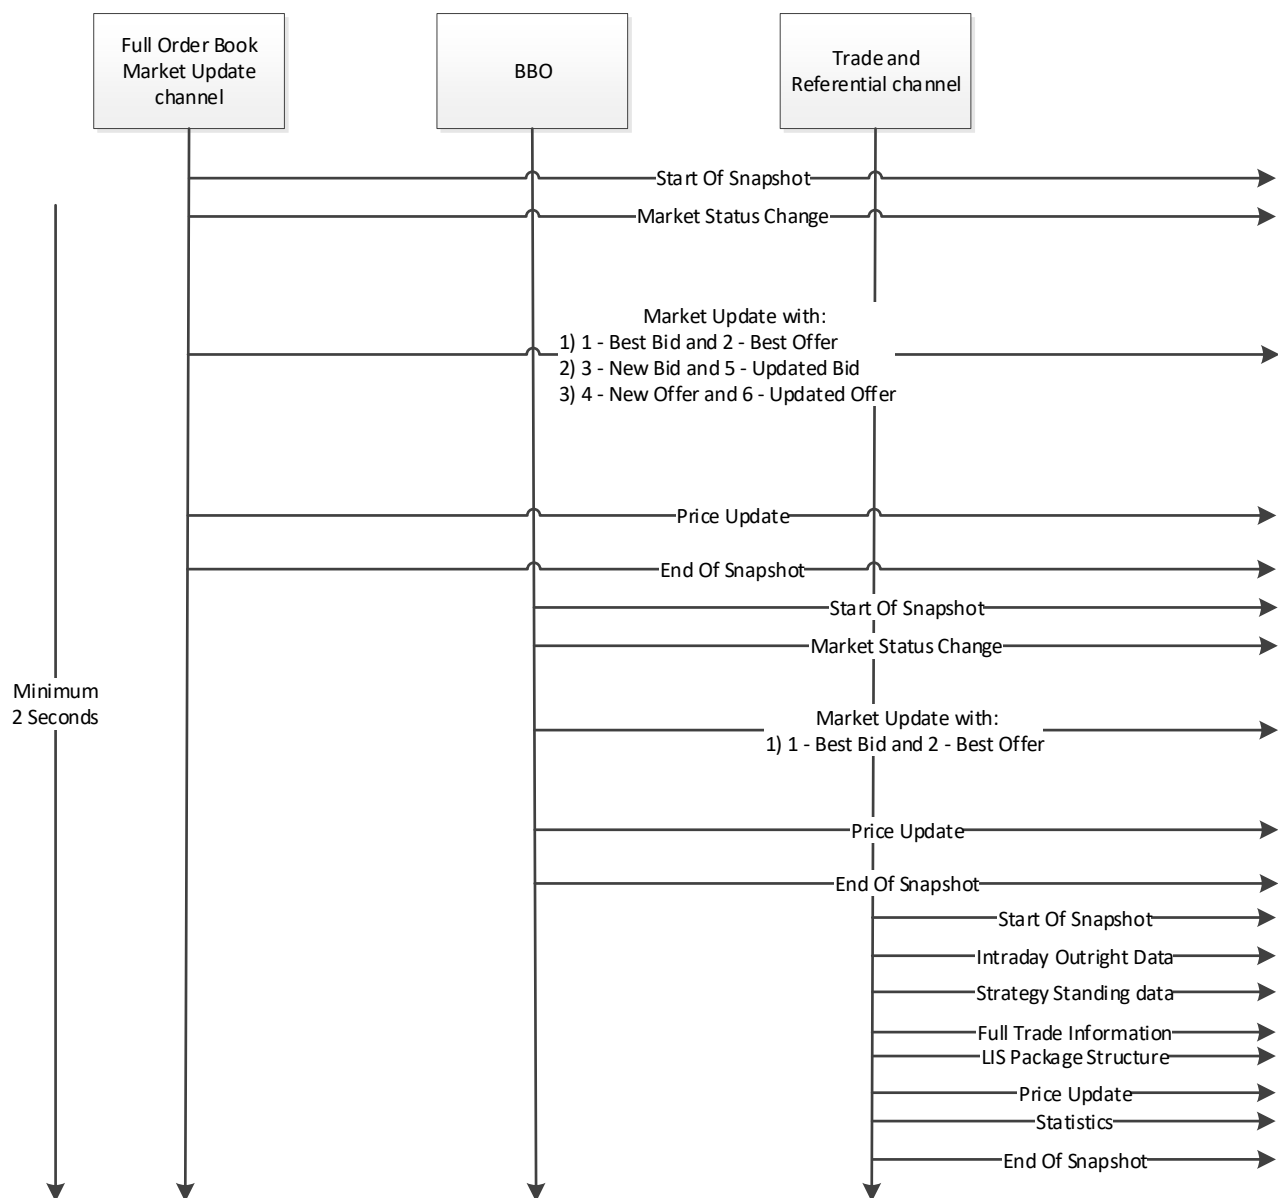 Full Order Book
Market Update
channel
BBO
Trade and
Referential channel
Start Of Snapshot
Market Status Change
Market Update with:
1) 1 - Best Bid and 2 - Best Offer
2) 3 - New Bid and 5 - Updated Bid
3) 4 - New Offer and 6 - Updated Offer
Price Update
End Of Snapshot
Start Of Snapshot
Market Status Change
Minimum
2 Seconds
Market Update with:
1) 1 - Best Bid and 2 - Best Offer
Price Update
End Of Snapshot
Start Of Snapshot
Intraday Outright Data
Strategy Standing data
Full Trade Information
LIS Package Structure
Price Update
Statistics
End Of Snapshot